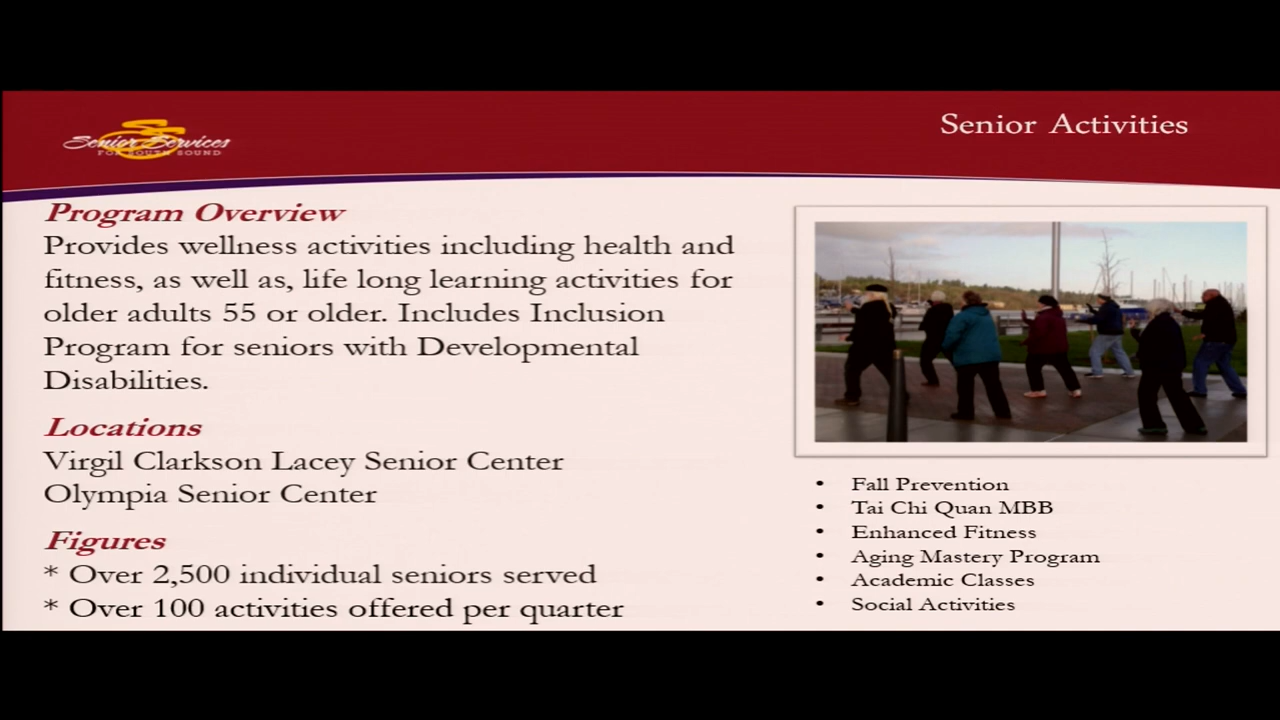 Senior Services
FOR SOUTH SOUND
Senior Activities
Program Overview
Provides wellness activities including health and
fitness, as well as, life long learning activities for
older adults 55 or older. Includes Inclusion
Program for seniors with Developmental
Disabilities.
Locations
Virgil Clarkson Lacey Senior Center
Olympia Senior Center
Figures
* Over 2,500 individual seniors served
* Over 100 activities offered per quarter
• Fall Prevention
• Tai Chi Quan MBB
• Enhanced Fitness
• Aging Mastery Program
• Academic Classes
• Social Activities